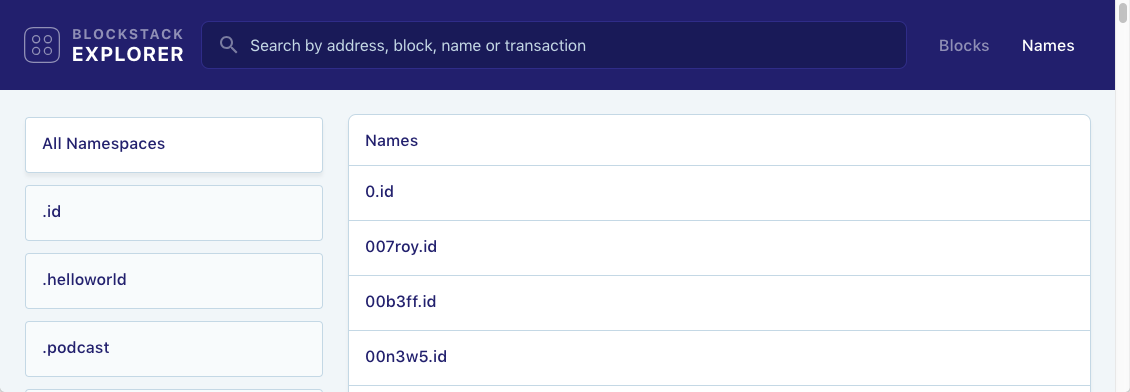 BLOCKSTACK
EXPLORER
Search by address, block, name or transaction
Blocks
Names
All Namespaces
.id
.helloworld
.podcast
Names
0.id
007roy.id
00b3ff.id
00n3w5.id